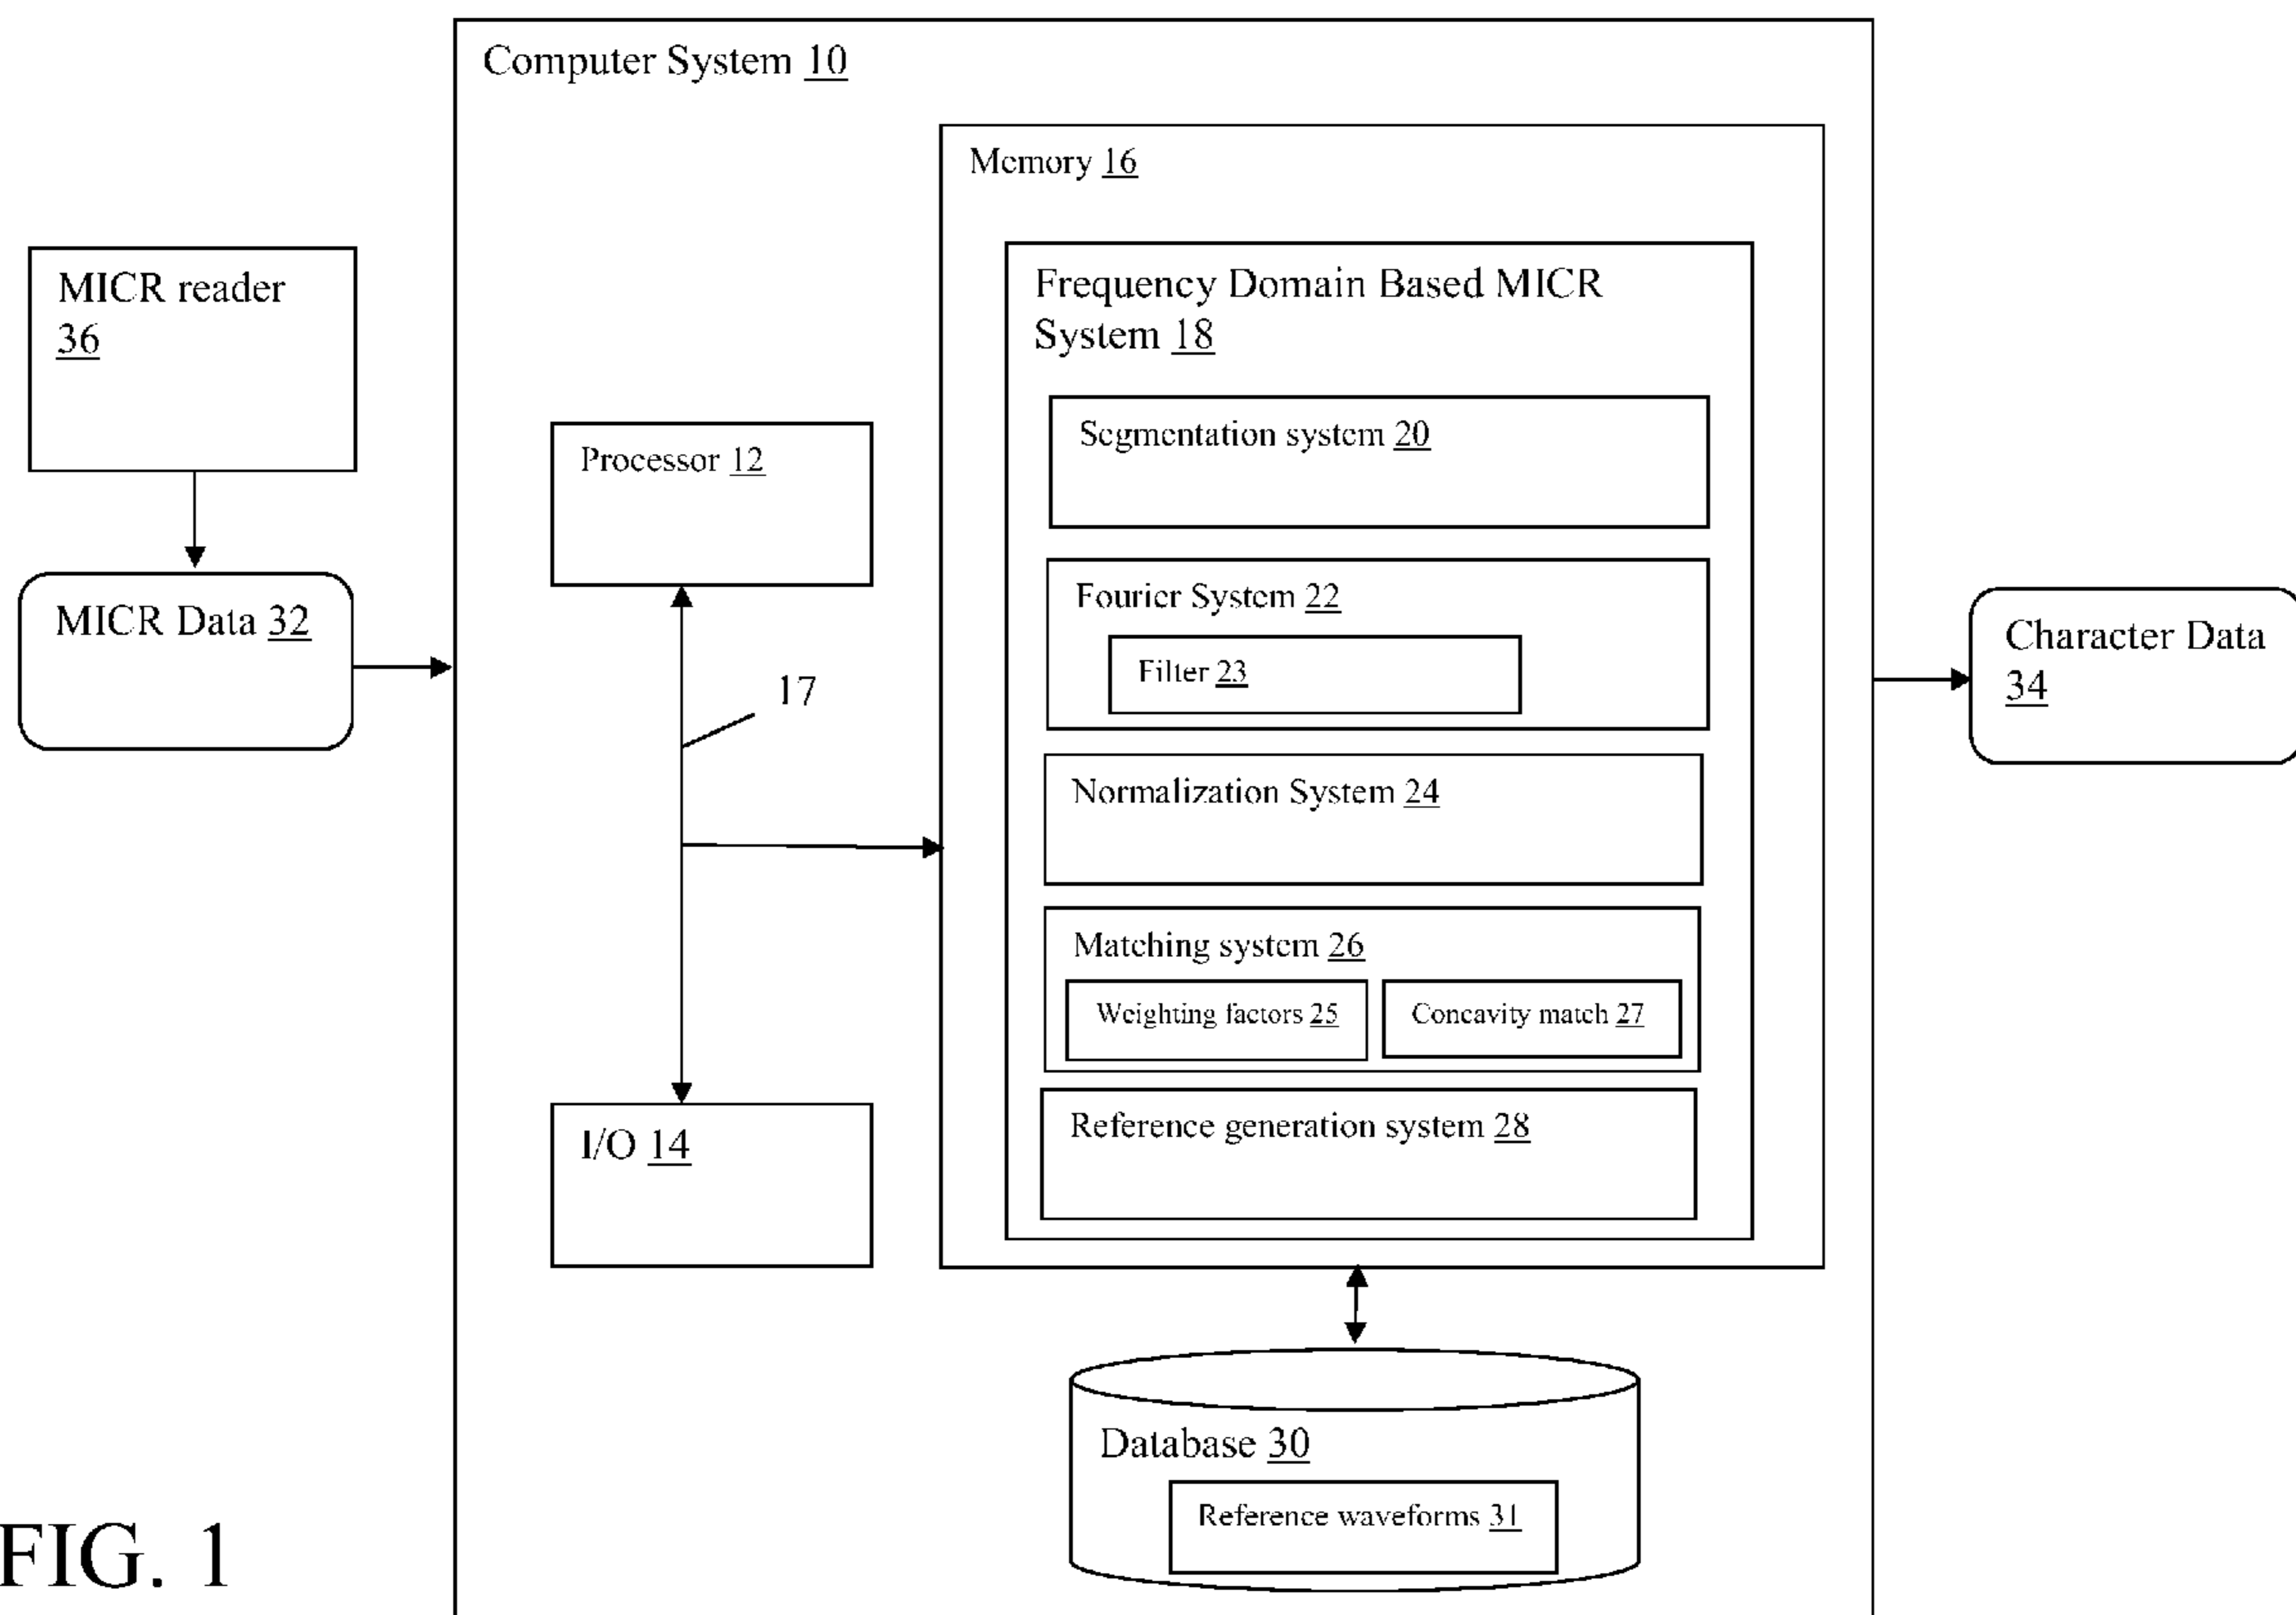 Computer System 10
Memory 16
MICR reader
36
Frequency Domain Based MICR
System 18
Segmentation system 20
Processor 12
Fourier System 22
Filter 23
MICR Data 32
Character Data
34
17
Normalization System 24
Matching system 26
Weighting factors 25
Concavity match 27
I/O 14
Reference generation system 28
Database 30
Reference waveforms 31
FIG. 1